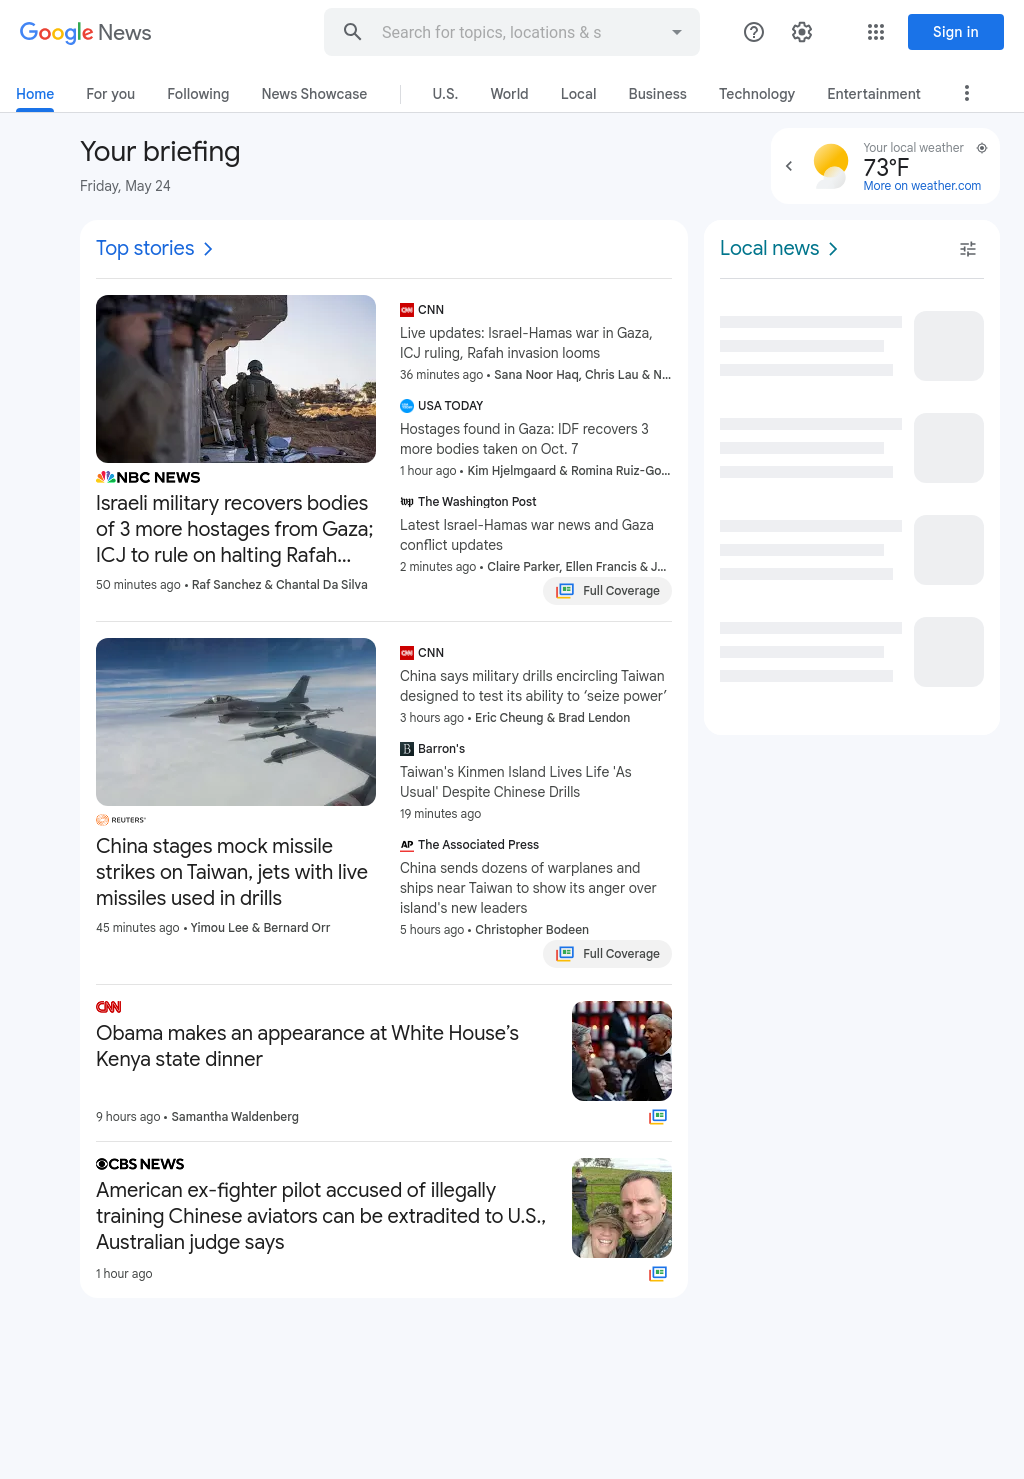 Google News
Search for topics, locations & s
Sign in
Home
For you
Following
News Showcase
U.S.
World
Local
Business
Technology
Entertainment
Your briefing
Friday, May 24
Your local weather
73°F
More on weather.com
Top stories
NBC NEWS
Israeli military recovers bodies
of 3 more hostages from Gaza;
ICJ to rule on halting Rafah...
50 minutes ago • Raf Sanchez & Chantal Da Silva
CNN
Live updates: Israel-Hamas war in Gaza,
ICJ ruling, Rafah invasion looms
36 minutes ago • Sana Noor Haq, Chris Lau & N...
USA TODAY
Hostages found in Gaza: IDF recovers 3
more bodies taken on Oct. 7
1 hour ago • Kim Hjelmgaard & Romina Ruiz-Go...
The Washington Post
Latest Israel-Hamas war news and Gaza
conflict updates
2 minutes ago • Claire Parker, Ellen Francis & J...
Full Coverage
REUTERS
China stages mock missile
strikes on Taiwan, jets with live
missiles used in drills
45 minutes ago • Yimou Lee & Bernard Orr
CNN
China says military drills encircling Taiwan
designed to test its ability to ‘seize power’
3 hours ago • Eric Cheung & Brad Lendon
Barron's
Taiwan's Kinmen Island Lives Life 'As
Usual' Despite Chinese Drills
19 minutes ago
AP The Associated Press
China sends dozens of warplanes and
ships near Taiwan to show its anger over
island's new leaders
5 hours ago • Christopher Bodeen
Full Coverage
CNN
Obama makes an appearance at White House’s
Kenya state dinner
9 hours ago • Samantha Waldenberg
CBS NEWS
American ex-fighter pilot accused of illegally
training Chinese aviators can be extradited to U.S.,
Australian judge says
1 hour ago
Local news